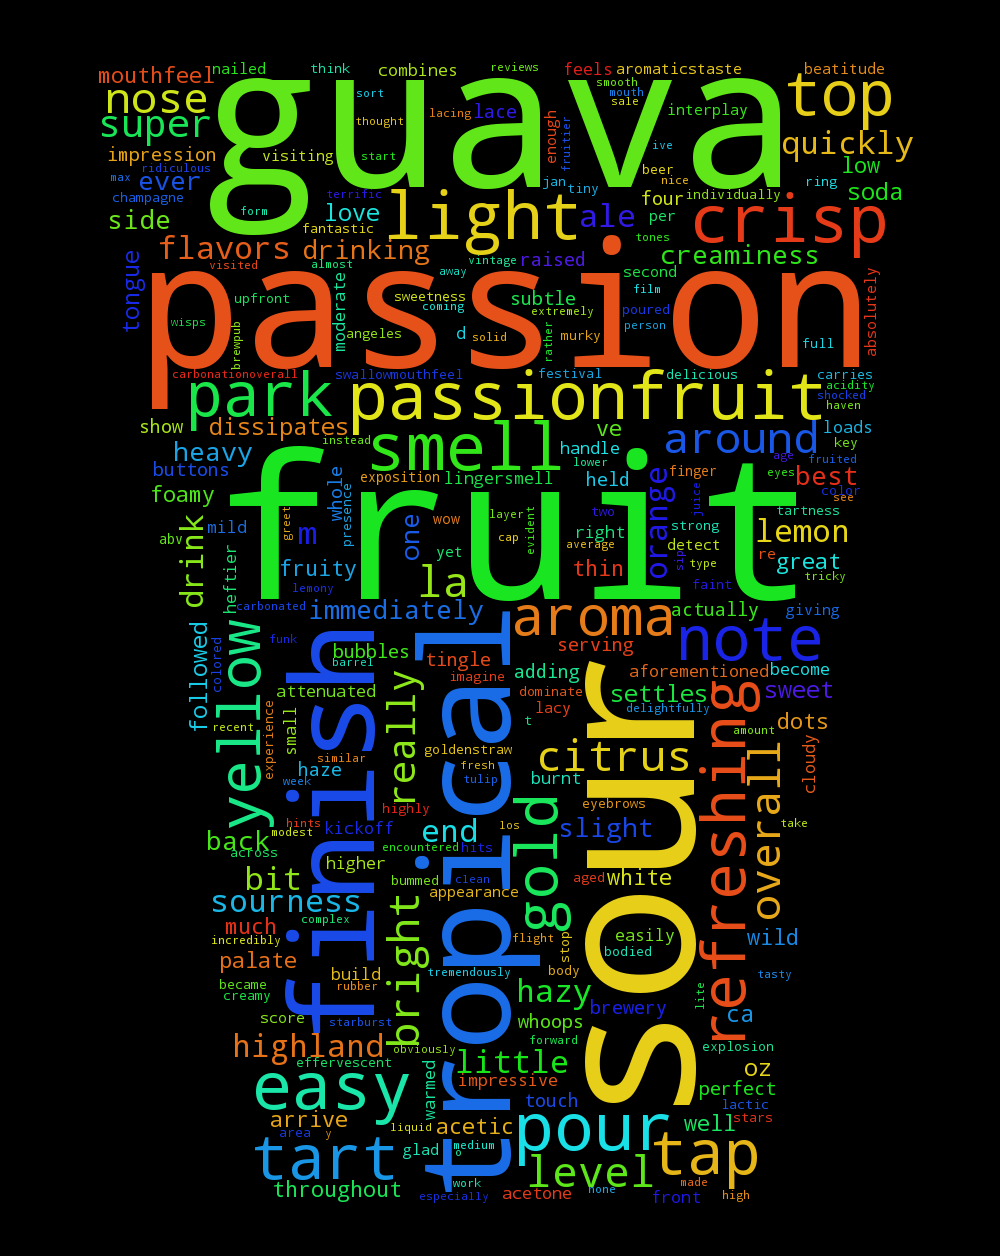 nailed think combines reviews feels aromaticstaste beatitude
mouthfeel guava smooth top
nose sort lacing lace mouth sale interplay
super thought enough fruitier quickly
impression visiting start ive
ridiculous beer nice low
max ever jan tiny ring soda
champagne terrific light ale four individually crisp
side form love per
fantastic tones
flavors drinking vintage raised creaminess
tongue visited almost away second absolutely
passion
upfront moderate sweetness coming subtle extremely film poured
wisps brewpub angeles d solid rather murky person full
carbonationoverall swallowmouthfeel festival delicious carries
park passionfruit acidity shocked haven
show dissipates instead smell ve around loads
heavy handle lower key
buttons whole exposition lingersmell held orange finger age fruited eyes best
foamy fruit color see
drink mild presence greet m one wow layer cap evident two right juice strong tartness lemon
abv yet average detect
heftier fruity la thin sip type re great
lemony faint tricky
carbonated immediately aroma actually giving
followed colored yellow funk finish bubbles barrel tropical serving note
tingle adding aforementioned become
attenuated really imagine dominate sour settles refreshing sweet
small lacy t delightfully dots
recent experience similar goldenstraw amount overall cloudy
haze fresh citrus
week tulip burnt
hints kickoff highly gold eyebrows
back modest end los slight take
across encountered hits
bit higher bummed clean aged white
sourness complex bright appearance
much incredibly flight stop easily wild
palate build tremendously body bodied tasty
became rubber
creamy hazy brewery lite
score starburst whoops ca
highland obviously forward explosion
effervescent little oz
easy warmed impressive perfect
arrive touch lactic
area y liquid acetic pour well stars
tart glad medium o tap
throughout work level made
especially acetone none front high